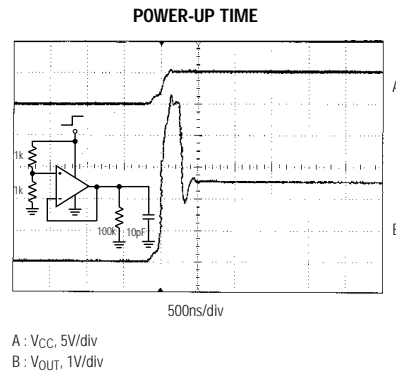 POWER-UP TIME
A
1k
1k
100k 10pF
B
500ns/div
A : VCC, 5V/div
B : VOUT, 1V/div